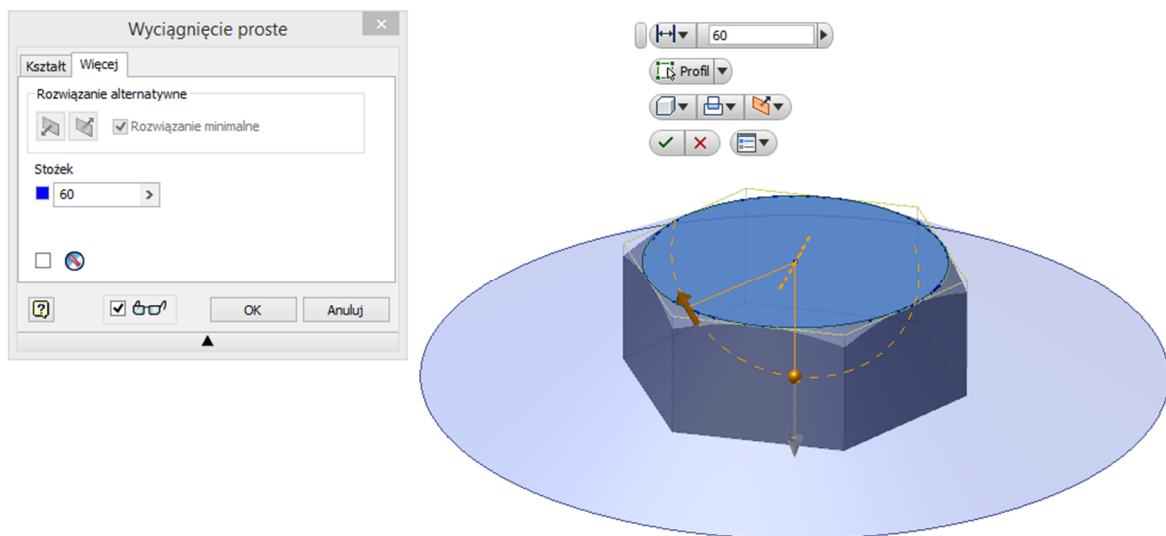 Wyciągnięcie proste
Kształt
Więcej
Rozwiązanie alternatywne
Rozwiązanie minimalne
Stożek
60
OK
Anuluj
60
Profil